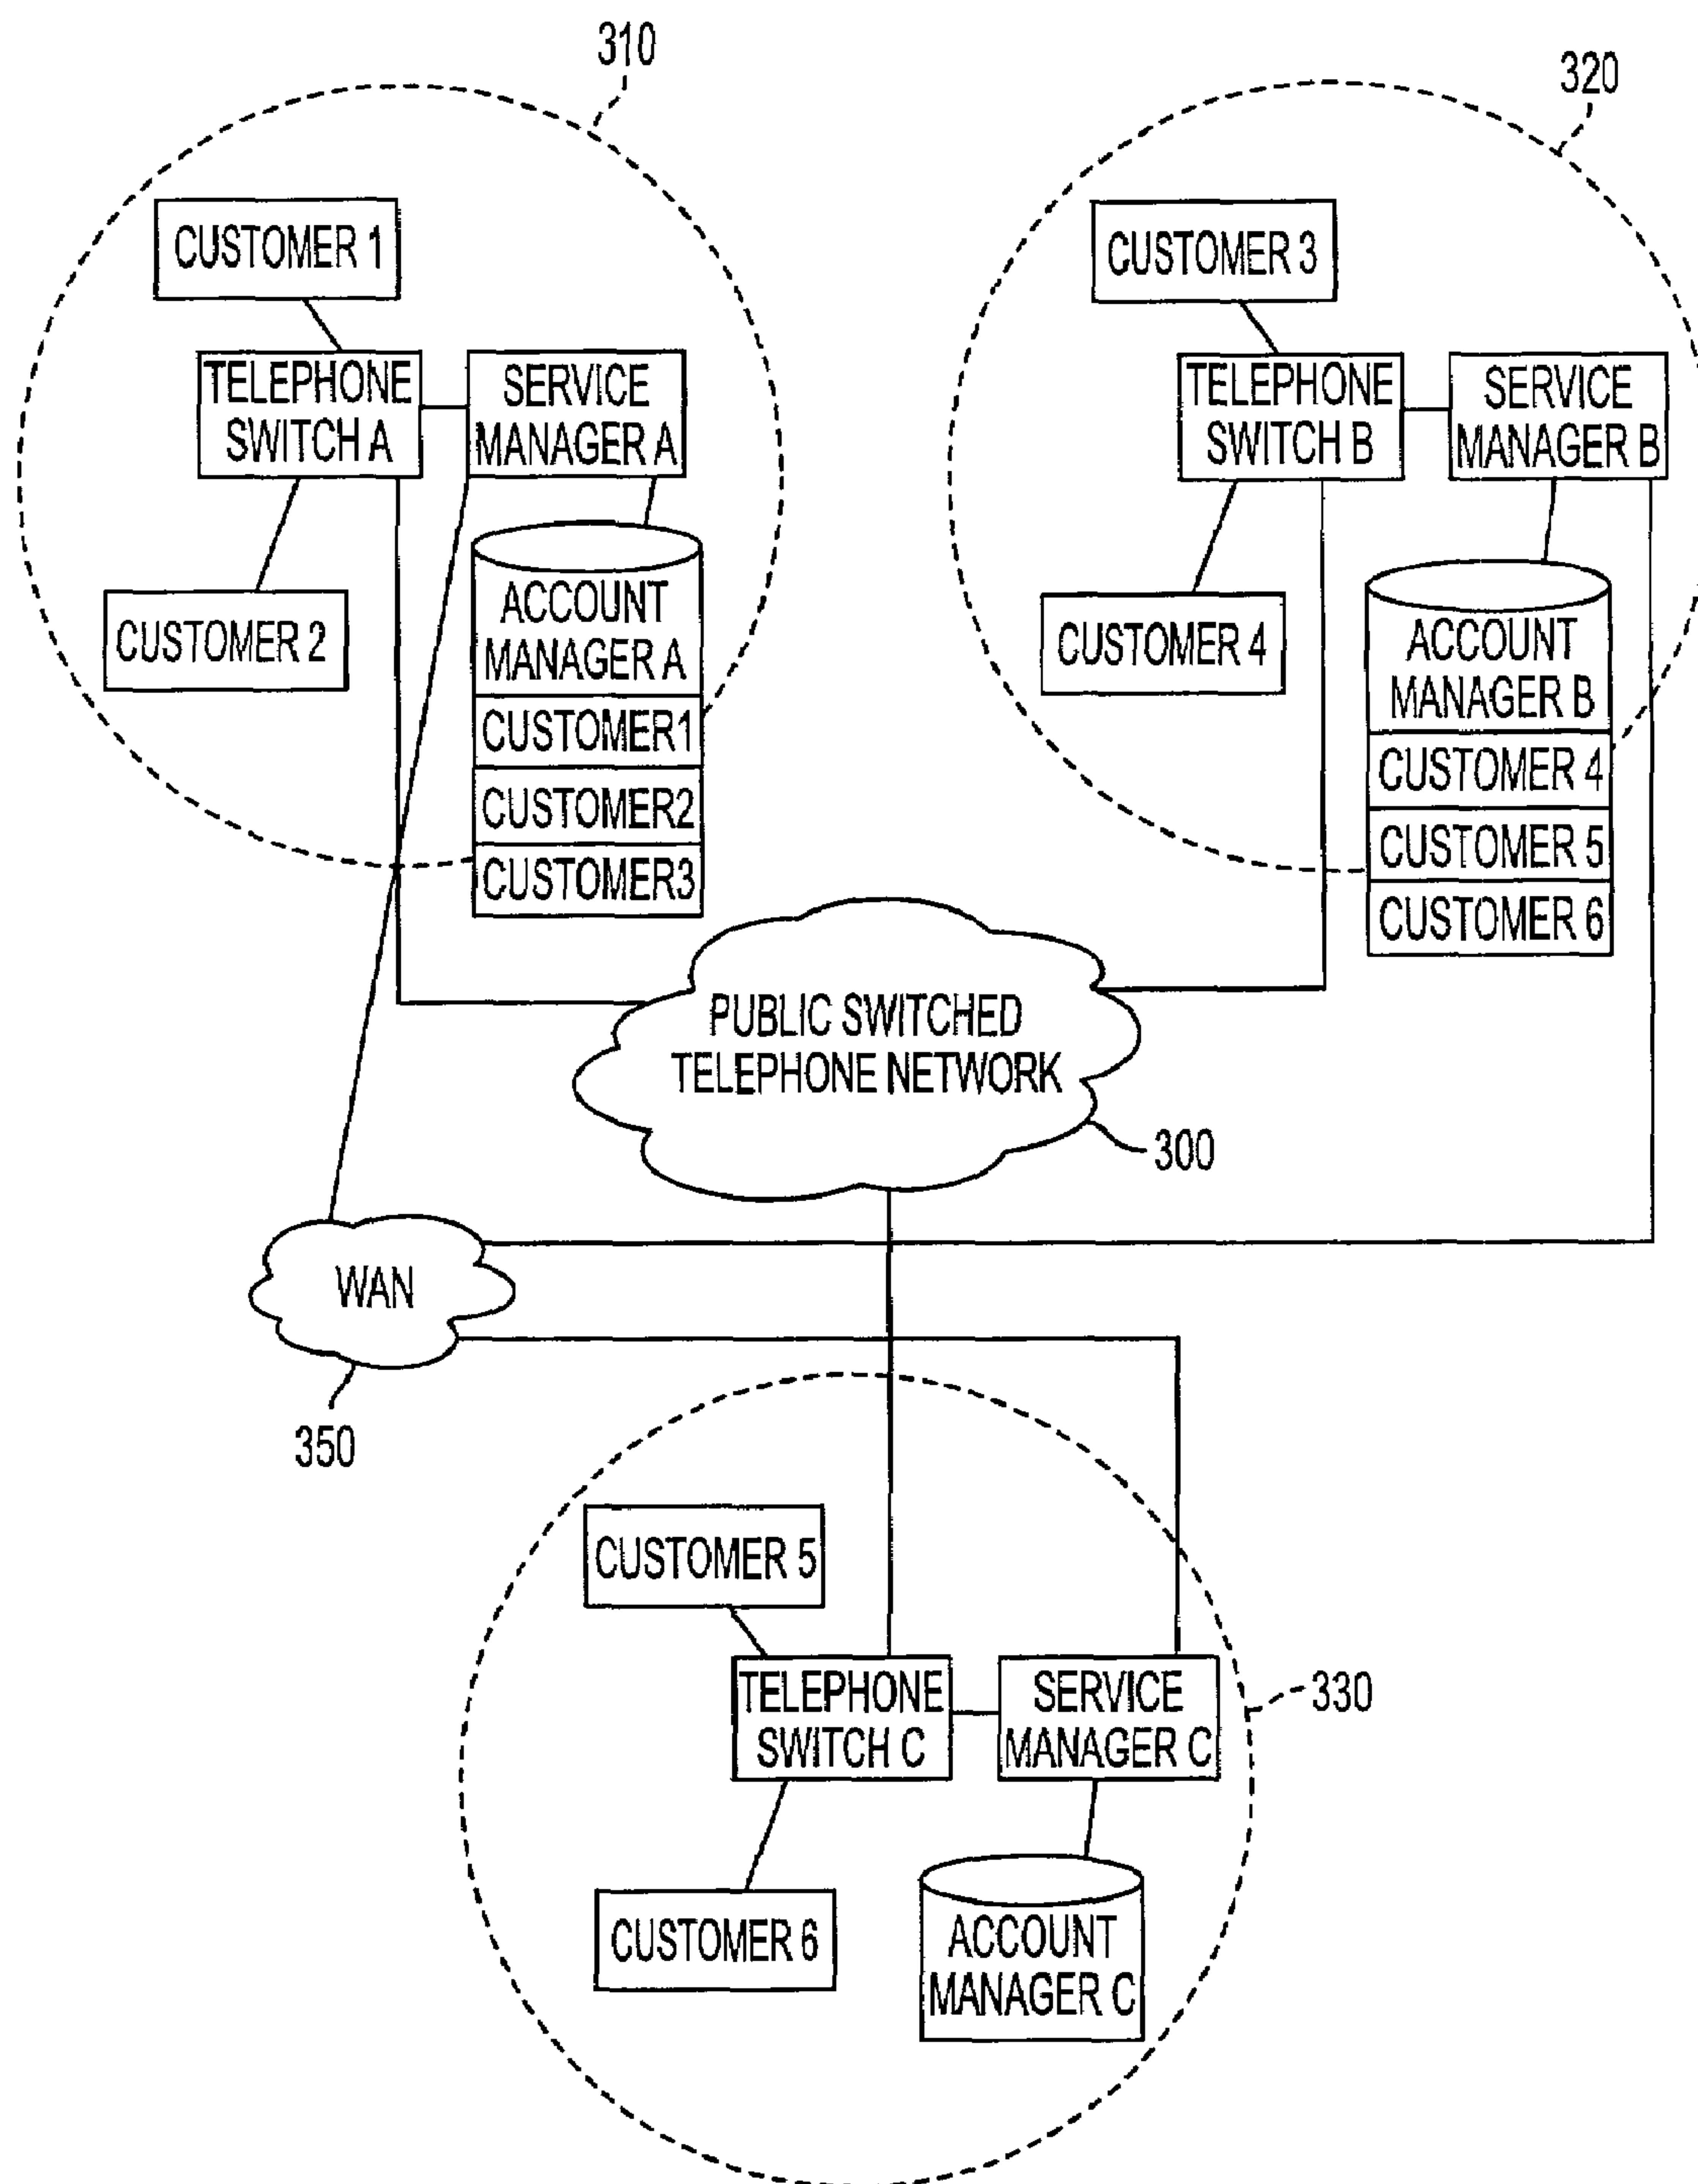 310
320
CUSTOMER 1
TELEPHONE
SWITCH A
SERVICE
MANAGER A
CUSTOMER 2
ACCOUNT
MANAGER A
CUSTOMER1
CUSTOMER2
CUSTOMER3
CUSTOMER 3
TELEPHONE
SWITCH B
SERVICE
MANAGER B
CUSTOMER 4
ACCOUNT
MANAGER B
CUSTOMER 4
CUSTOMER 5
CUSTOMER 6
PUBLIC SWITCHED
TELEPHONE NETWORK
300
WAN
350
CUSTOMER 5
TELEPHONE
SWITCH C
SERVICE
MANAGER C
330
CUSTOMER 6
ACCOUNT
MANAGER C